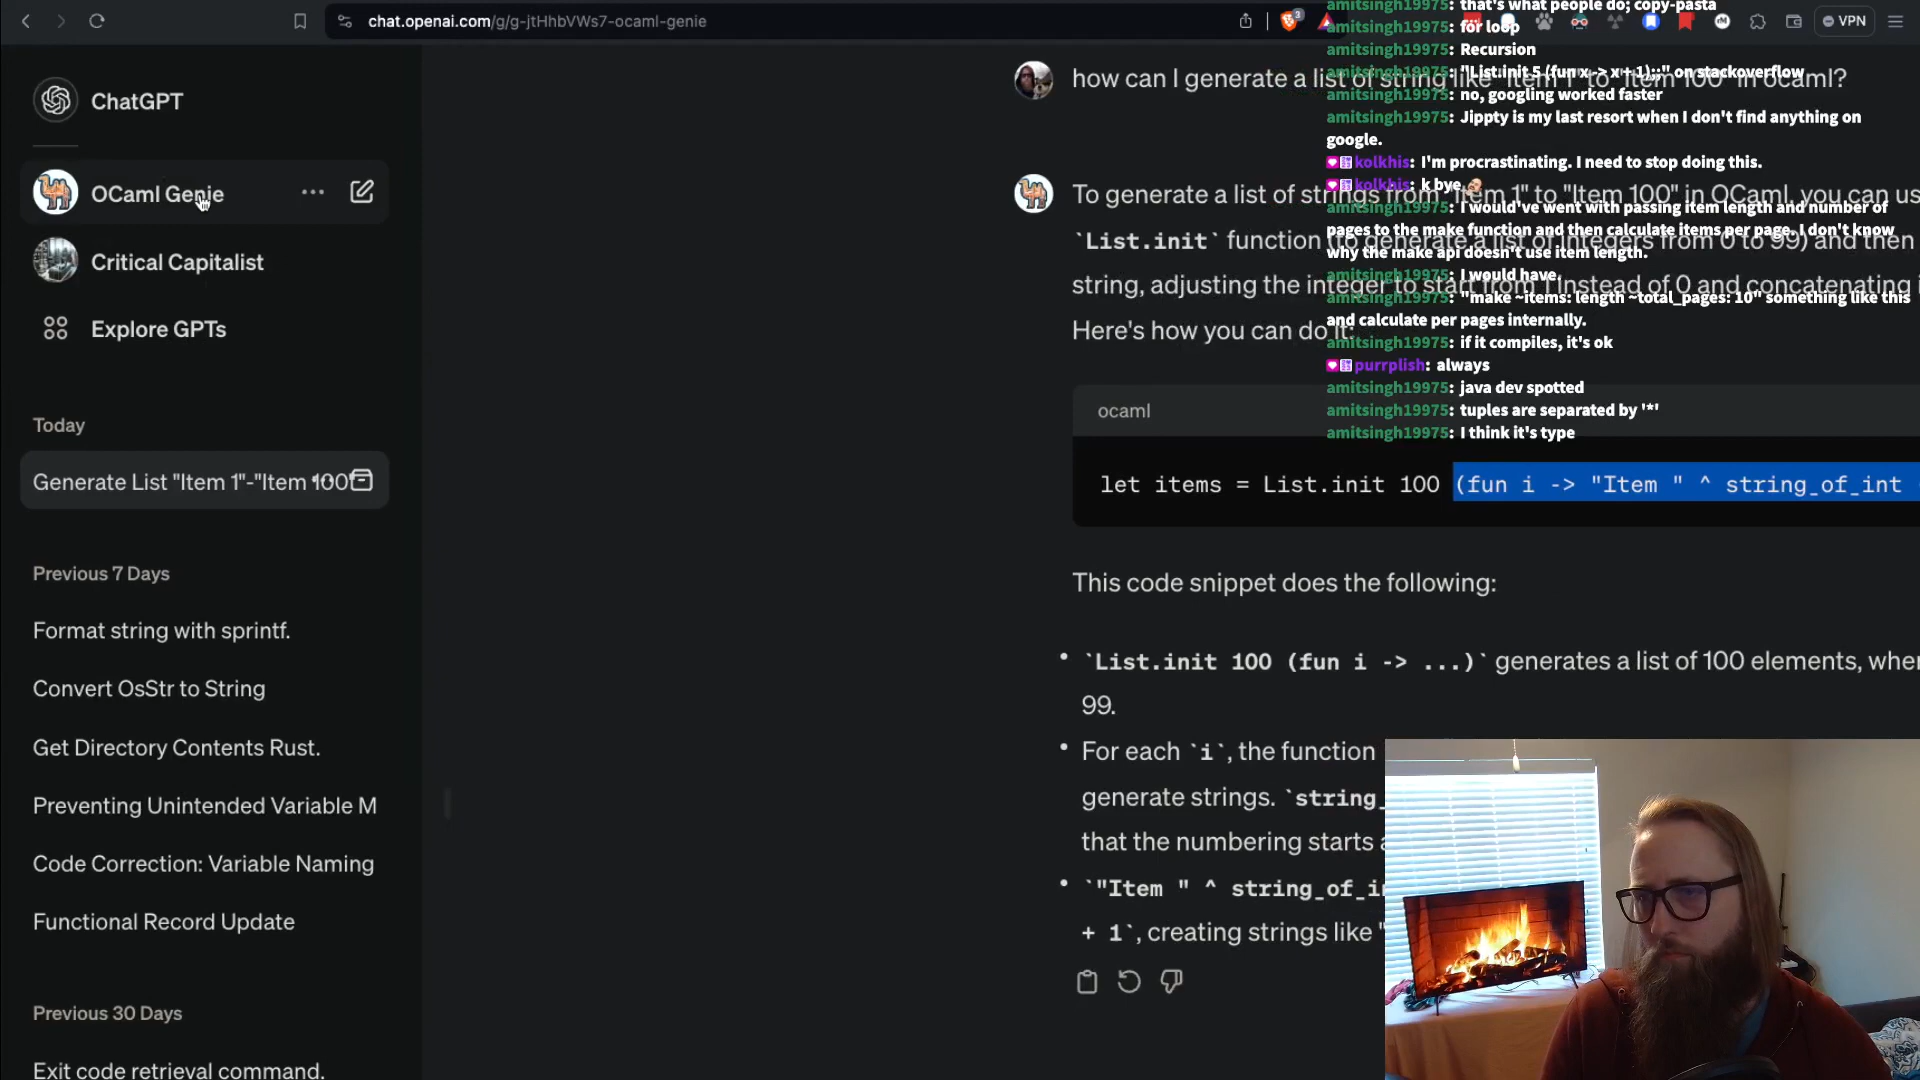 chat.openai.com/g/g-jtHhbVWs7-ocaml-genie
3
VPN
ChatGPT
OCaml Genie
Critical Capitalist
Explore GPTs
Today
Generate List "Item 1"-"Item 100"
Previous 7 Days
Format string with sprintf.
Convert OsStr to String
Get Directory Contents Rust.
Preventing Unintended Variable M
Code Correction: Variable Naming
Functional Record Update
Previous 30 Days
Exit code retrieval command.
how can I generate a list of string like "Item 1" to "Item 100" in ocaml?
To generate a list of strings from "Item 1" to "Item 100" in OCaml, you can us
`List.init` function (to generate a list of integers from 0 to 99) and then
string, adjusting the integer to start from 1 instead of 0 and concatenating i
Here's how you can do it:
ocaml
let items = List.init 100 (fun i -> "Item " ^ string_of_int
This code snippet does the following:
• `List.init 100 (fun i -> ...)` generates a list of 100 elements, wher
99.
• For each `i`, the function
generate strings. `string_
that the numbering starts
• `"Item " ^ string_of_in
+ 1`, creating strings like "
amitsingh19975: that's what people do; copy-pasta
amitsingh19975: for loop
amitsingh19975: Recursion
amitsingh19975: "List.init 5 (fun x -> x + 1);;" on stackoverflow
amitsingh19975: no, googling worked faster
amitsingh19975: Jippty is my last resort when I don't find anything on
google.
kolkhis: I'm procrastinating. I need to stop doing this.
kolkhis: k bye
amitsingh19975: I would've went with passing item length and number of
pages to the make function and then calculate items per page. I don't know
why the make api doesn't use item length.
amitsingh19975: I would have.
amitsingh19975: "make ~items: length ~total_pages: 10" something like this
and calculate per pages internally.
amitsingh19975: if it compiles, it's ok
purrplish: always
amitsingh19975: java dev spotted
amitsingh19975: tuples are separated by '*'
amitsingh19975: I think it's type